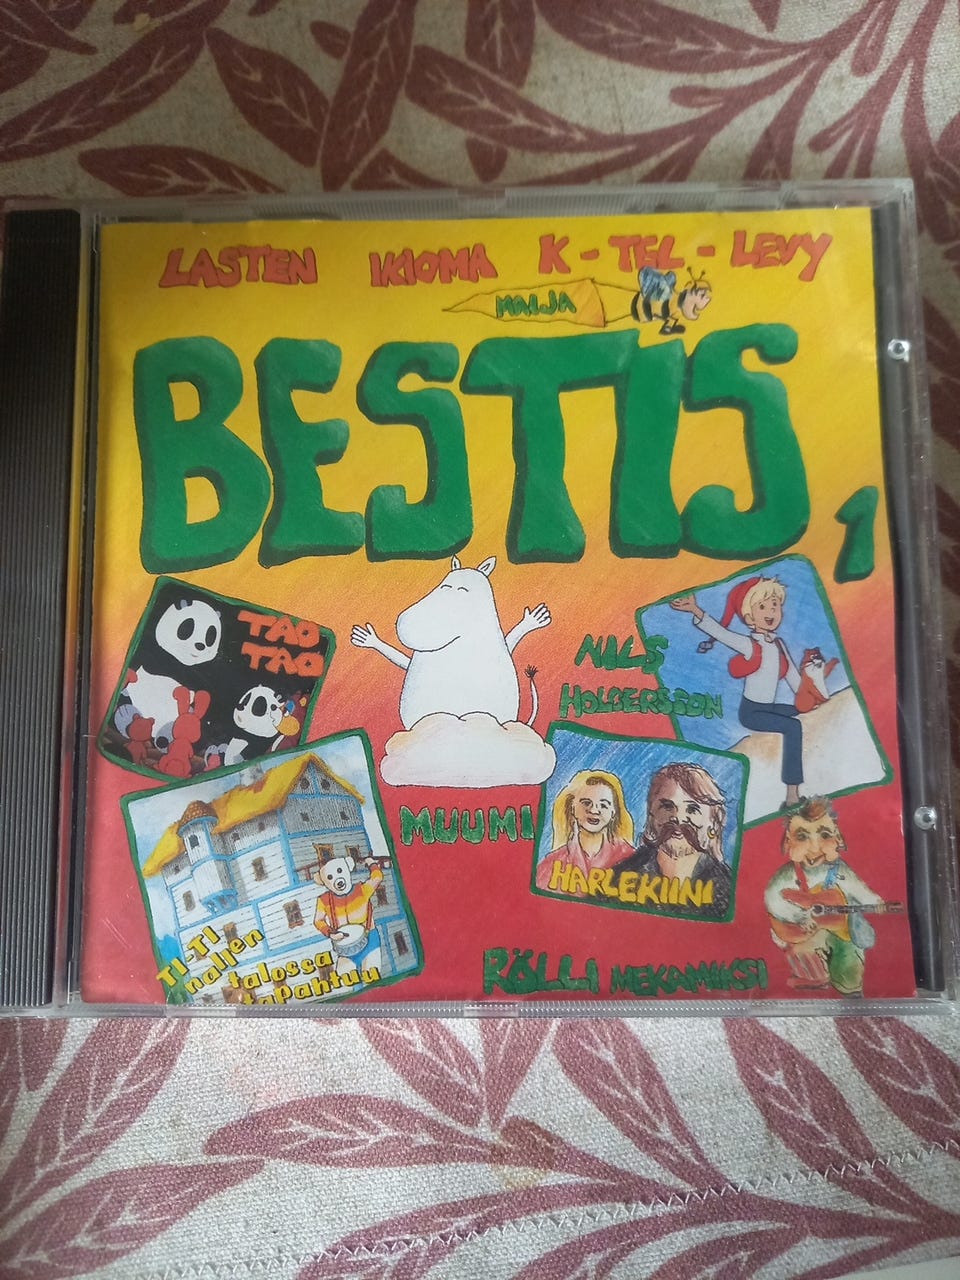 LASTEN IKIOMA K-TEL-LEVY
MAIJA
BESTIS 1
TAO
TAO
NILS
HOLGERSSON
MUUMI
HARLEKIINI
TI-TI
nallen
talossa
tapahtuu
RÖLLI MEKAMIIKSI